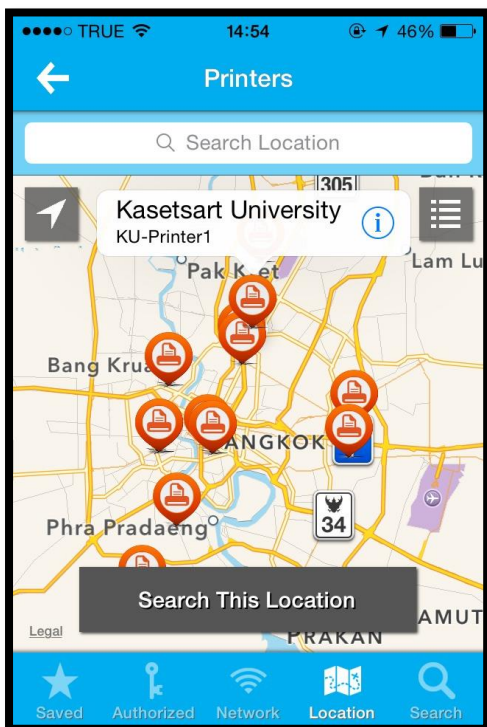 TRUE 14:54 46%
Printers
Search Location
305
Kasetsart University
KU-Printer1
Lam Lu
Bang Krua
ANGKOK
34
Phra Pradaeng
Search This Location
Legal
AMUT
PRAKAN
Saved Authorized Network Location Search